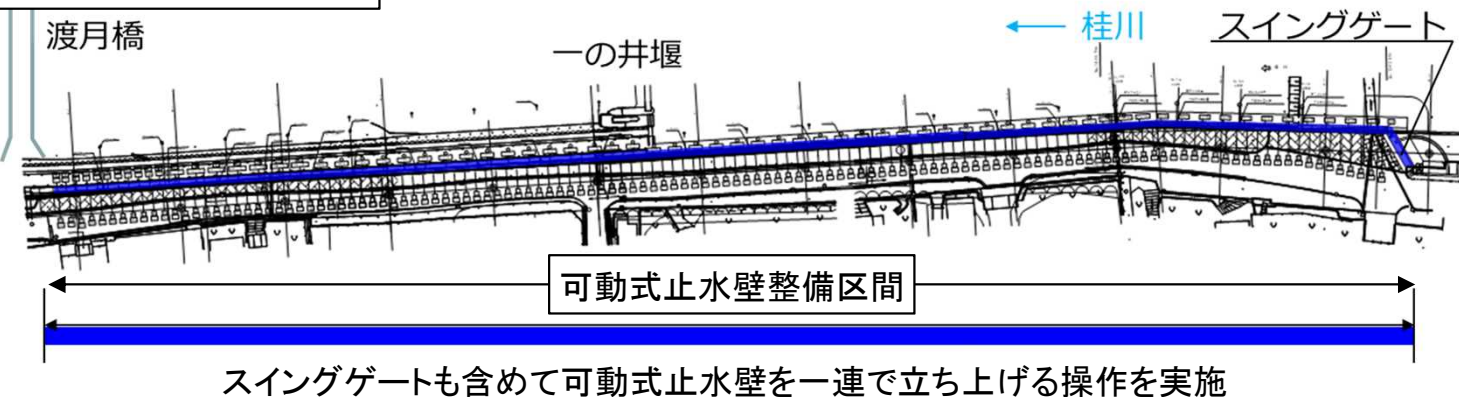 渡月橋
一の井堰
← 桂川
スイングゲート
可動式止水壁整備区間
スイングゲートも含めて可動式止水壁を一連で立ち上げる操作を実施